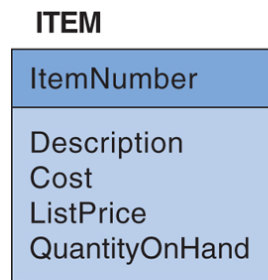 ITEM
ItemNumber
Description
Cost
ListPrice
QuantityOnHand